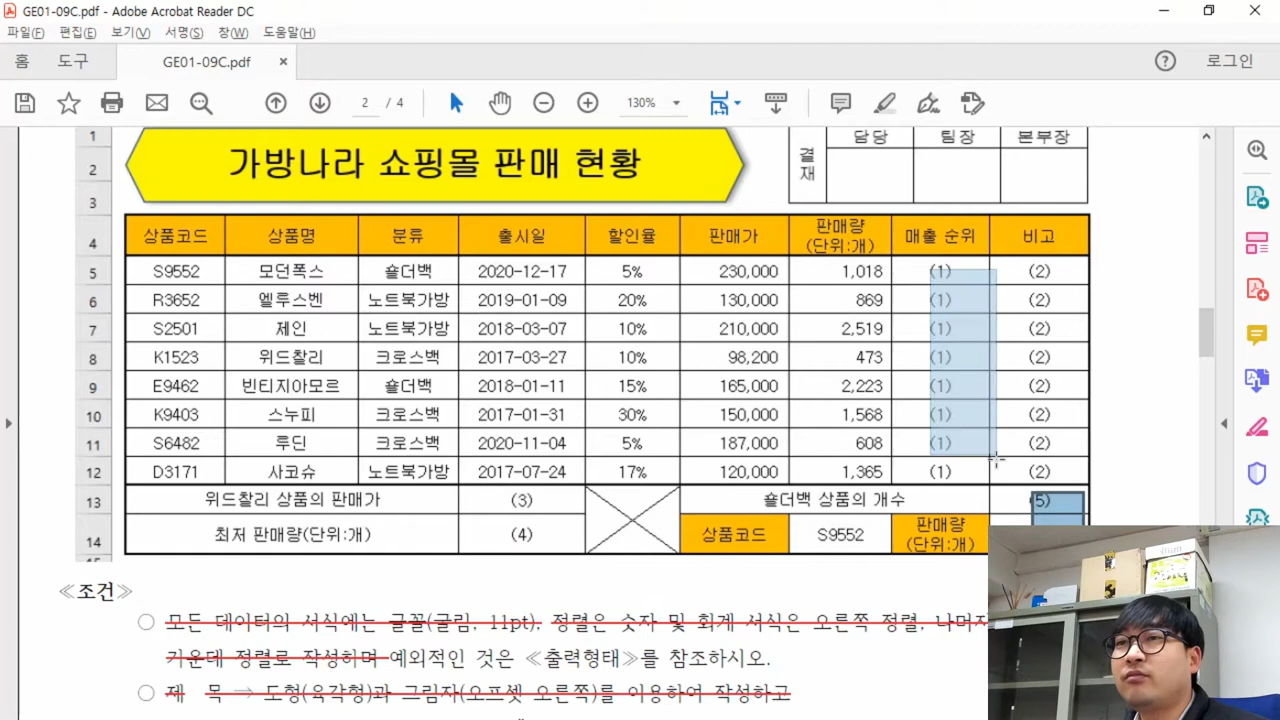 GE01-09C.pdf - Adobe Acrobat Reader DC
파일(F) 편집(E) 보기(V) 서명(S) 창(W) 도움말(H)
홈 도구 GE01-09C.pdf × ? 로그인
2 / 4 130%
1 담당 팀장 본부장
2 가방나라 쇼핑몰 판매 현황 결재
3
4 상품코드 상품명 분류 출시일 할인율 판매가 판매량(단위:개) 매출 순위 비고
5 S9552 모던폭스 숄더백 2020-12-17 5% 230,000 1,018 (1) (2)
6 R3652 엘루스벤 노트북가방 2019-01-09 20% 130,000 869 (1) (2)
7 S2501 제인 노트북가방 2018-03-07 10% 210,000 2,519 (1) (2)
8 K1523 위드찰리 크로스백 2017-03-27 10% 98,200 473 (1) (2)
9 E9462 빈티지아모르 숄더백 2018-01-11 15% 165,000 2,223 (1) (2)
10 K9403 스누피 크로스백 2017-01-31 30% 150,000 1,568 (1) (2)
11 S6482 루딘 크로스백 2020-11-04 5% 187,000 608 (1) (2)
12 D3171 사코슈 노트북가방 2017-07-24 17% 120,000 1,365 (1) (2)
13 위드찰리 상품의 판매가 (3) 숄더백 상품의 개수 (5)
14 최저 판매량(단위:개) (4) 상품코드 S9552 판매량(단위:개)
≪조건≫
○ 모든 데이터의 서식에는 글꼴(굴림, 11pt), 정렬은 숫자 및 회계 서식은 오른쪽 정렬, 나머지
가운데 정렬로 작성하며 예외적인 것은 ≪출력형태≫를 참조하시오.
○ 제 목 → 도형(육각형)과 그림자(오프셋 오른쪽)를 이용하여 작성하고